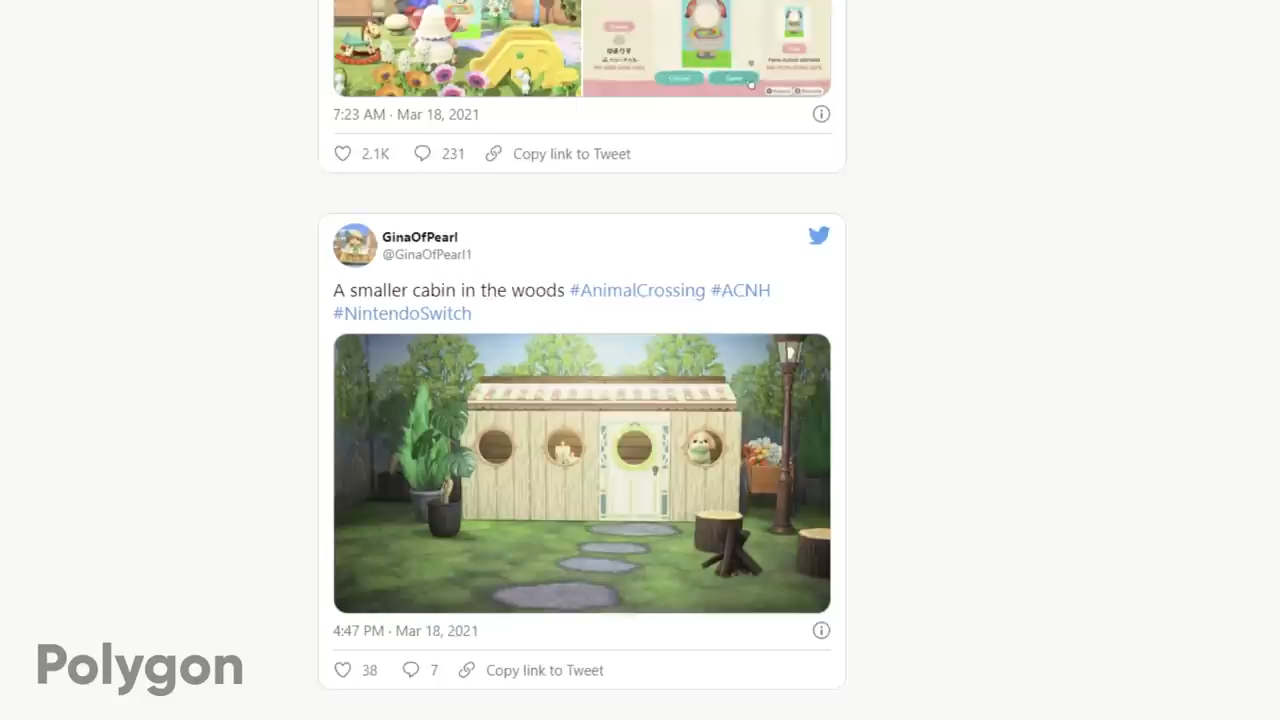 7:23 AM · Mar 18, 2021
2.1K 231 Copy link to Tweet
GinaOfPearl
@GinaOfPearl1
A smaller cabin in the woods #AnimalCrossing #ACNH
#NintendoSwitch
4:47 PM · Mar 18, 2021
38 7 Copy link to Tweet
Polygon